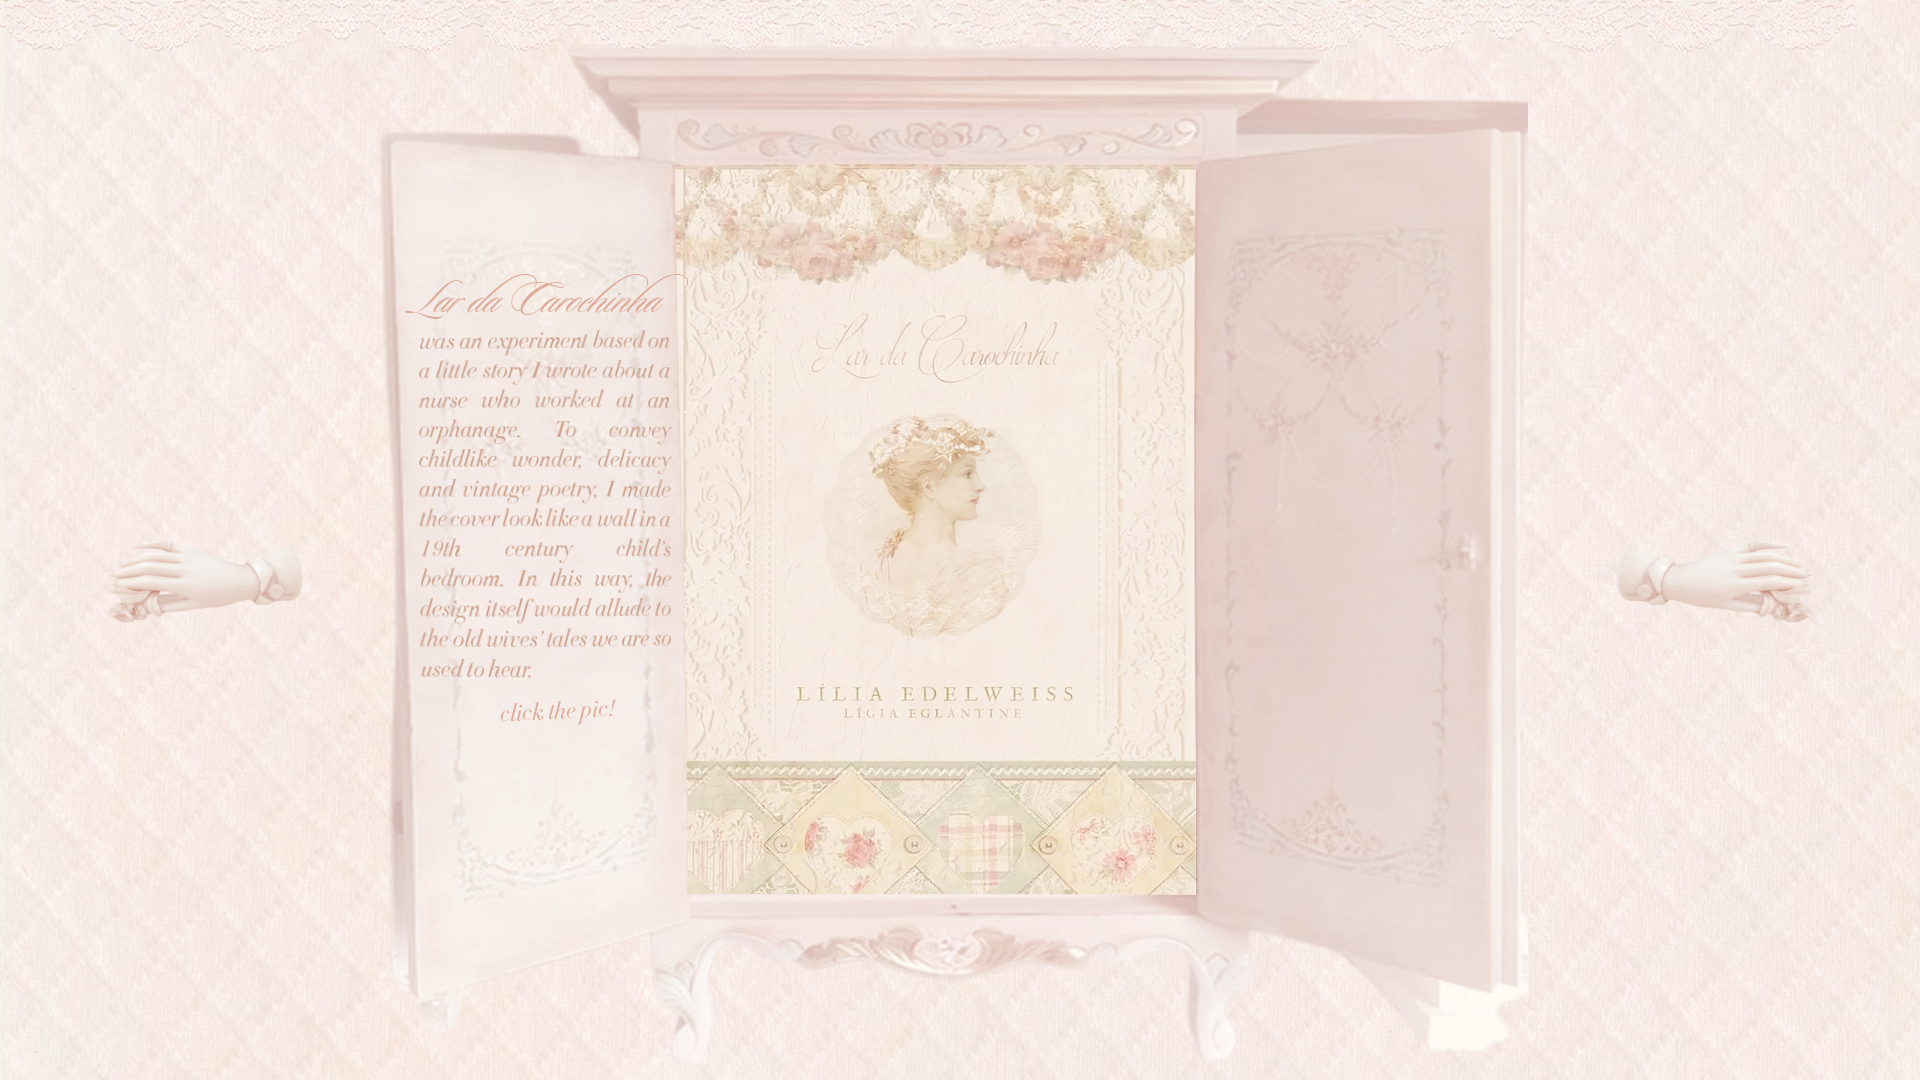 Lar da Carochinha
was an experiment based on
a little story I wrote about a
nurse who worked at an
orphanage. To convey
childlike wonder, delicacy
and vintage poetry, I made
the cover look like a wall in a
19th century child's
bedroom. In this way, the
design itself would allude to
the old wives' tales we are so
used to hear.
click the pic!
Lar da Carochinha
LÍLIA EDELWEISS
LÍGIA EGLANTINE